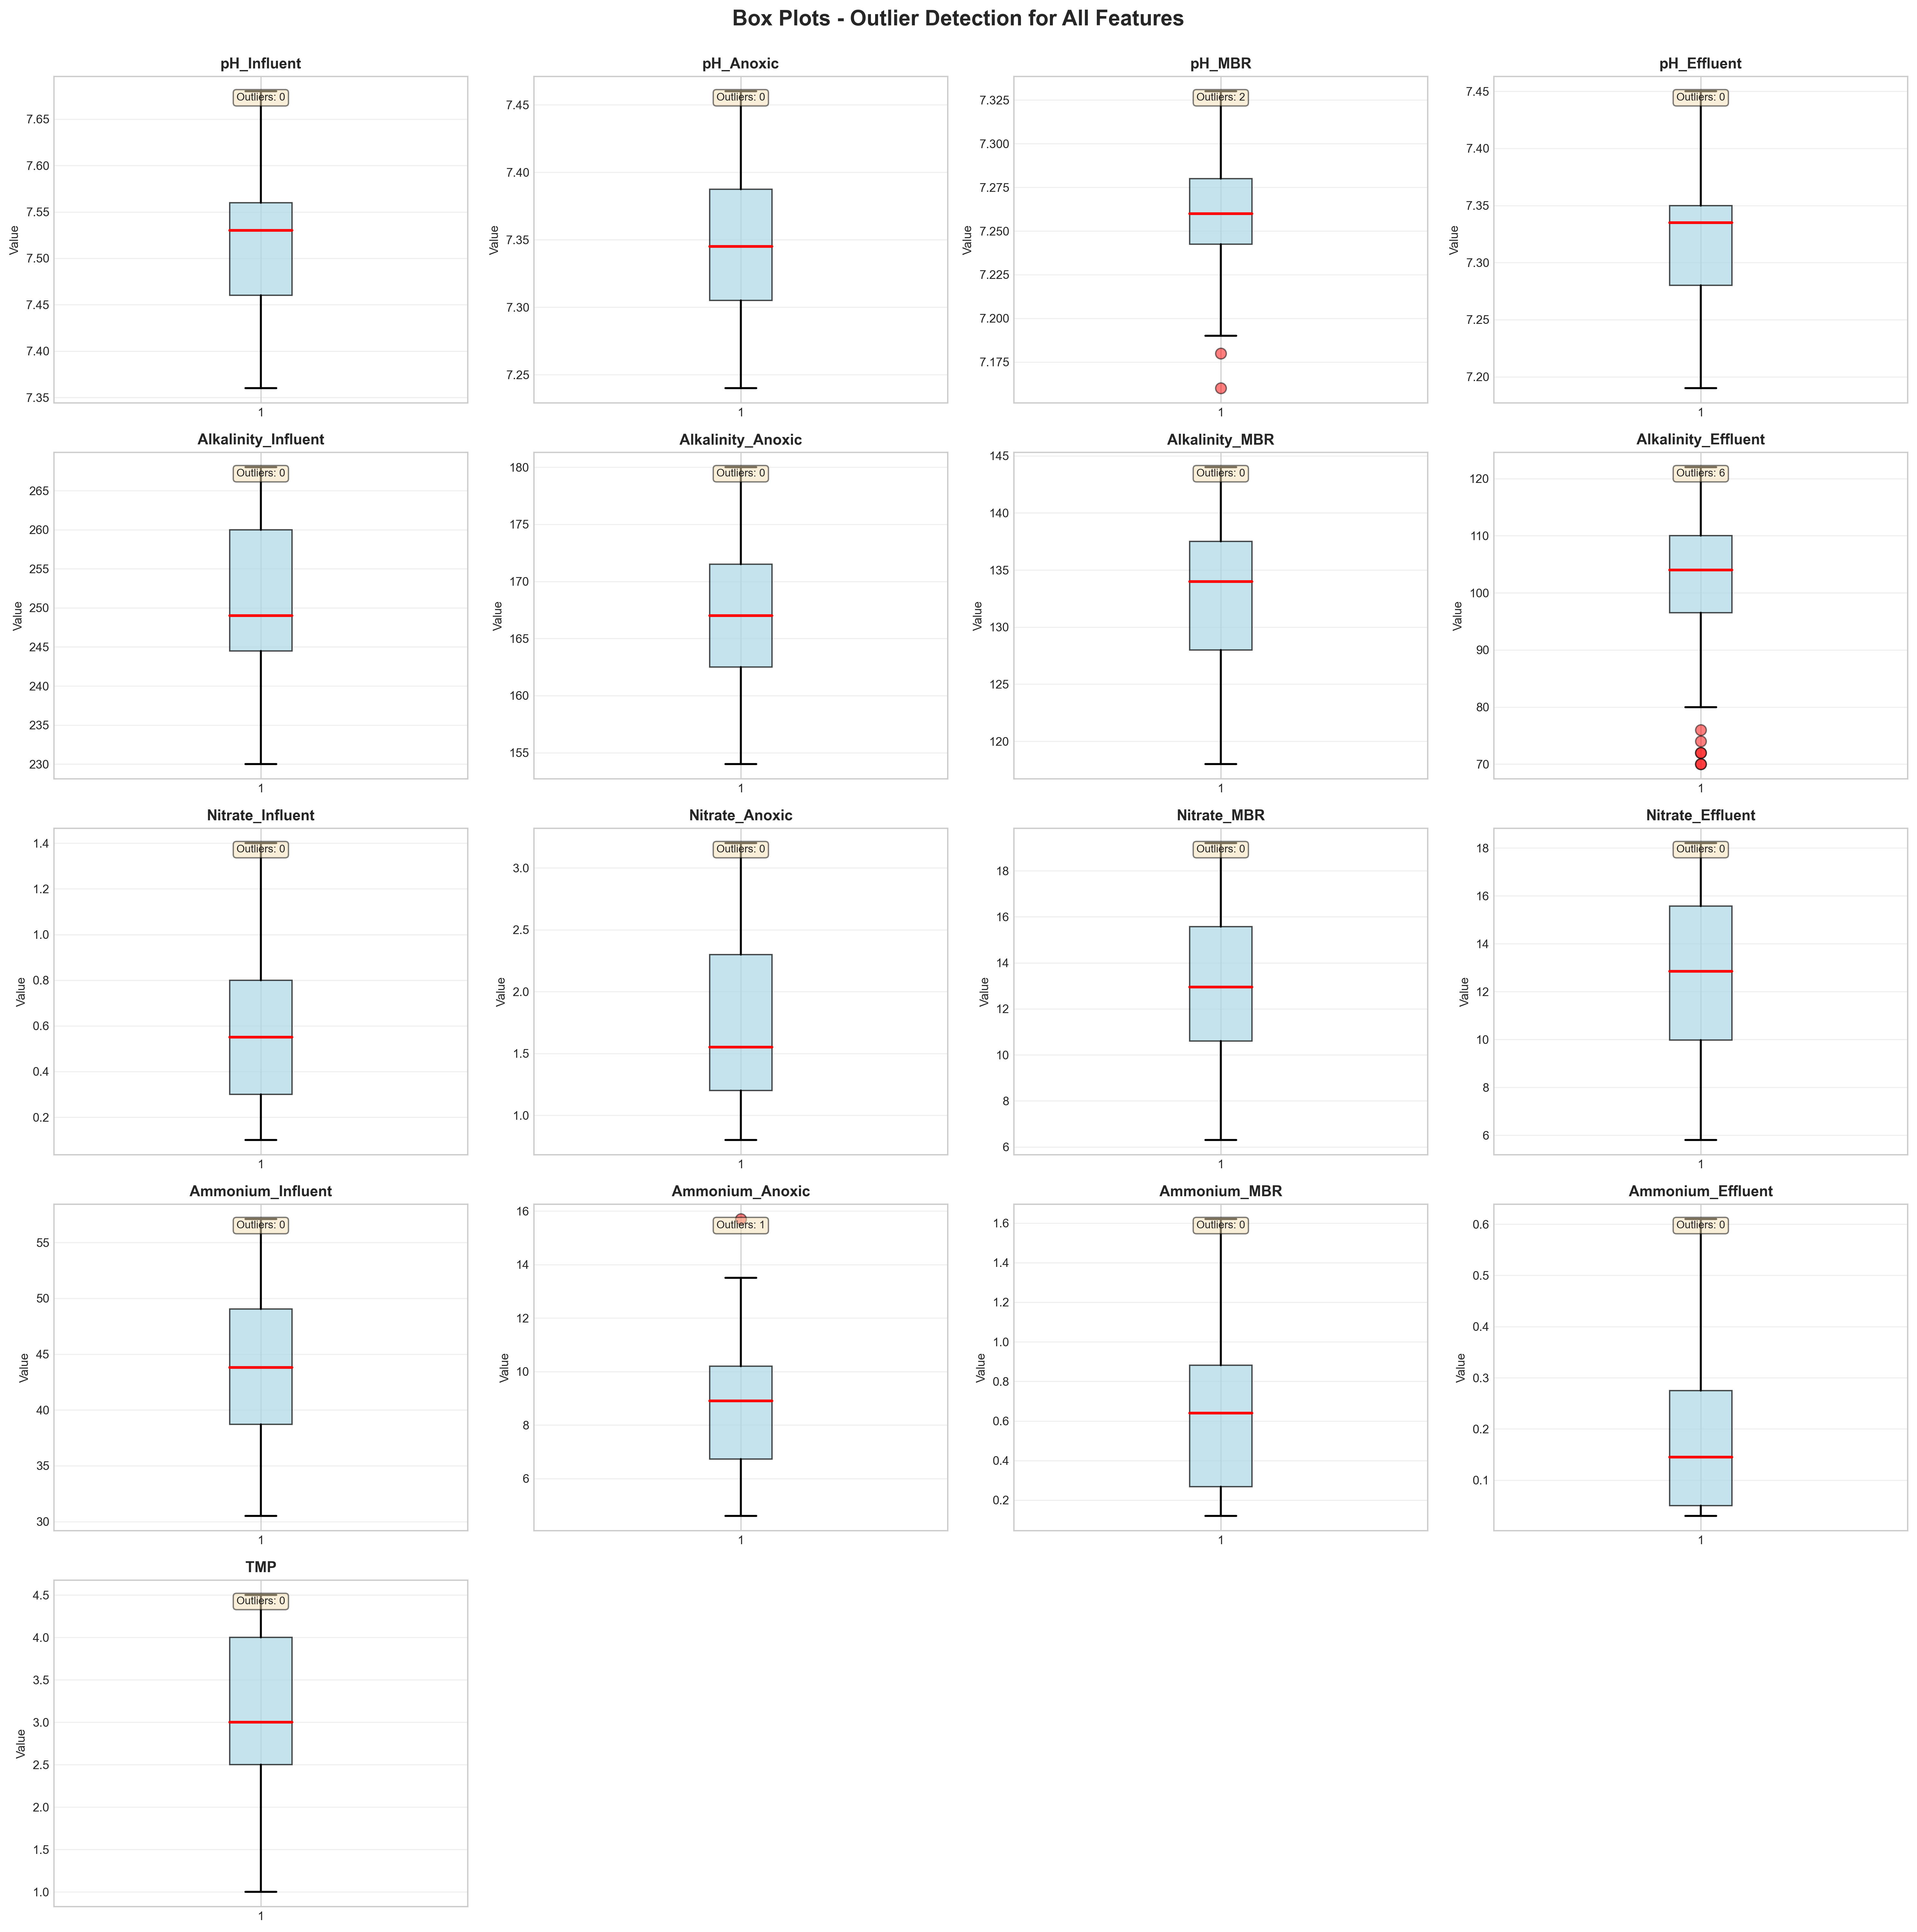 Box Plots - Outlier Detection for All Features
pH_Influent
Value
7.65
7.60
7.55
7.50
7.45
7.40
7.35
Outliers: 0
1
pH_Anoxic
Value
7.45
7.40
7.35
7.30
7.25
Outliers: 0
1
pH_MBR
Value
7.325
7.300
7.275
7.250
7.225
7.200
7.175
Outliers: 2
1
pH_Effluent
Value
7.45
7.40
7.35
7.30
7.25
7.20
Outliers: 0
1
Alkalinity_Influent
Value
265
260
255
250
245
240
235
230
Outliers: 0
1
Alkalinity_Anoxic
Value
180
175
170
165
160
155
Outliers: 0
1
Alkalinity_MBR
Value
145
140
135
130
125
120
Outliers: 0
1
Alkalinity_Effluent
Value
120
110
100
90
80
70
Outliers: 6
1
Nitrate_Influent
Value
1.4
1.2
1.0
0.8
0.6
0.4
0.2
Outliers: 0
1
Nitrate_Anoxic
Value
3.0
2.5
2.0
1.5
1.0
Outliers: 0
1
Nitrate_MBR
Value
18
16
14
12
10
8
6
Outliers: 0
1
Nitrate_Effluent
Value
18
16
14
12
10
8
6
Outliers: 0
1
Ammonium_Influent
Value
55
50
45
40
35
30
Outliers: 0
1
Ammonium_Anoxic
Value
16
14
12
10
8
6
Outliers: 1
1
Ammonium_MBR
Value
1.6
1.4
1.2
1.0
0.8
0.6
0.4
0.2
Outliers: 0
1
Ammonium_Effluent
Value
0.6
0.5
0.4
0.3
0.2
0.1
Outliers: 0
1
TMP
Value
4.5
4.0
3.5
3.0
2.5
2.0
1.5
1.0
Outliers: 0
1